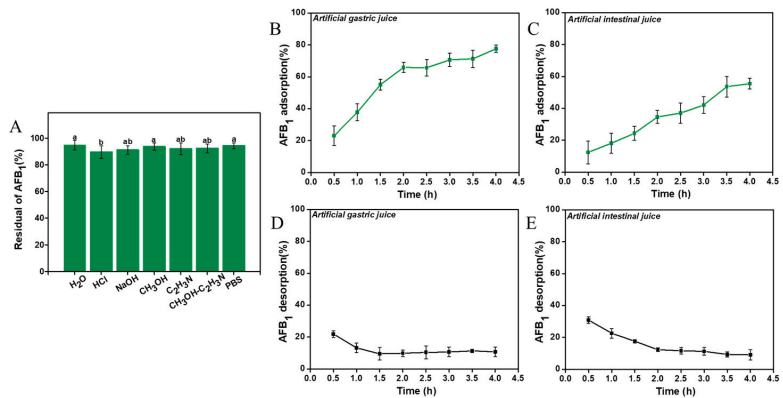 A
Residual of AFB1(%)
100
80
60
40
20
0
a
b
ab
a
ab
ab
a
H2O
HCl
NaOH
CH3OH
C2H3N
CH3OH-C2H3N
PBS
B
Artificial gastric juice
AFB1 adsorption(%)
100
80
60
40
20
0
0.0 0.5 1.0 1.5 2.0 2.5 3.0 3.5 4.0 4.5
Time (h)
C
Artificial intestinal juice
AFB1 adsorption(%)
100
80
60
40
20
0
0.0 0.5 1.0 1.5 2.0 2.5 3.0 3.5 4.0 4.5
Time (h)
D
Artificial gastric juice
AFB1 desorption(%)
100
80
60
40
20
0
0.0 0.5 1.0 1.5 2.0 2.5 3.0 3.5 4.0 4.5
Time (h)
E
Artificial intestinal juice
AFB1 desorption(%)
100
80
60
40
20
0
0.0 0.5 1.0 1.5 2.0 2.5 3.0 3.5 4.0 4.5
Time (h)